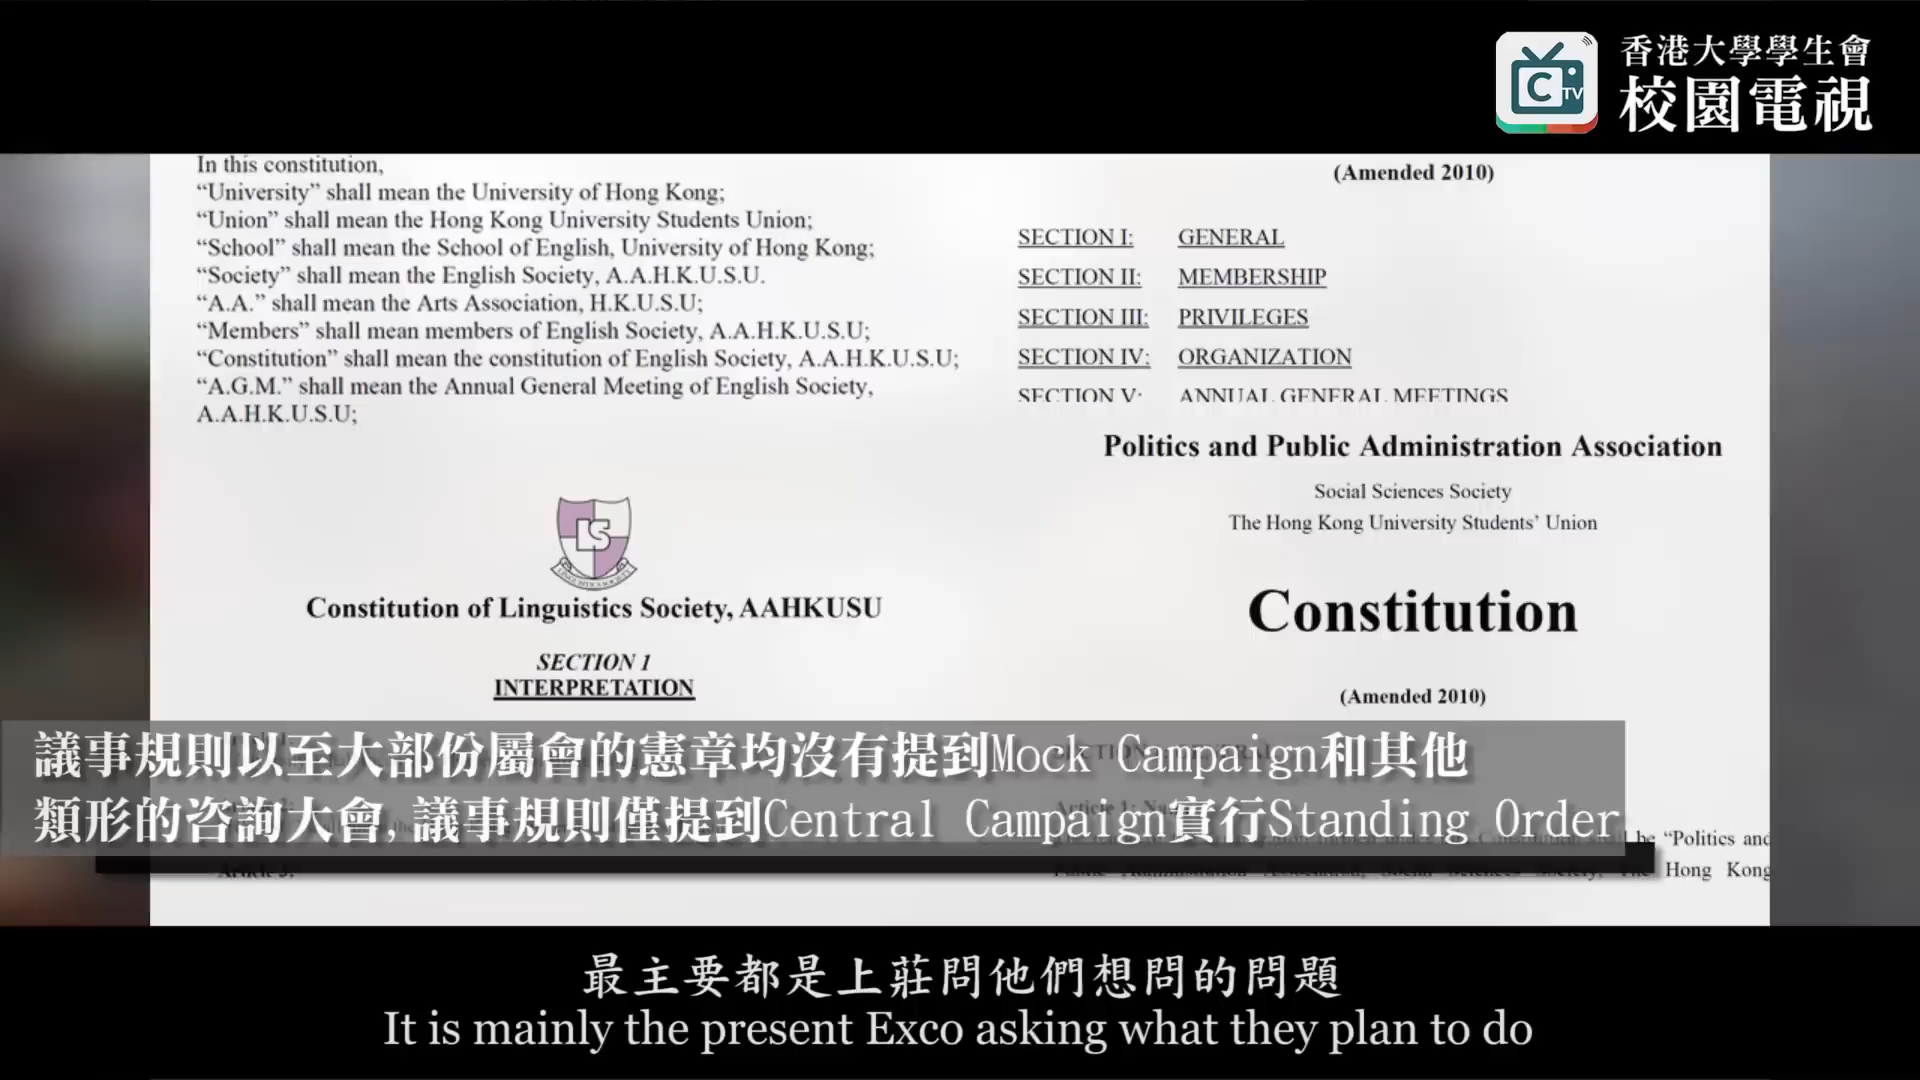 香港大學學生會
校園電視
C TV
In this constitution,
“University” shall mean the University of Hong Kong;
“Union” shall mean the Hong Kong University Students Union;
“School” shall mean the School of English, University of Hong Kong;
“Society” shall mean the English Society, A.A.H.K.U.S.U.
“A.A.” shall mean the Arts Association, H.K.U.S.U;
“Members” shall mean members of English Society, A.A.H.K.U.S.U;
“Constitution” shall mean the constitution of English Society, A.A.H.K.U.S.U;
“A.G.M.” shall mean the Annual General Meeting of English Society,
A.A.H.K.U.S.U;
(Amended 2010)
SECTION I: GENERAL
SECTION II: MEMBERSHIP
SECTION III: PRIVILEGES
SECTION IV: ORGANIZATION
SECTION V: ANNUAL GENERAL MEETINGS
LS
LINGUISTICS SOCIETY
Constitution of Linguistics Society, AAHKUSU
SECTION 1
INTERPRETATION
Politics and Public Administration Association
Social Sciences Society
The Hong Kong University Students’ Union
Constitution
(Amended 2010)
be “Politics and
Hong Kong
議事規則以至大部份屬會的憲章均沒有提到Mock Campaign和其他
類形的咨詢大會,議事規則僅提到Central Campaign實行Standing Order
最主要都是上莊問他們想問的問題
It is mainly the present Exco asking what they plan to do